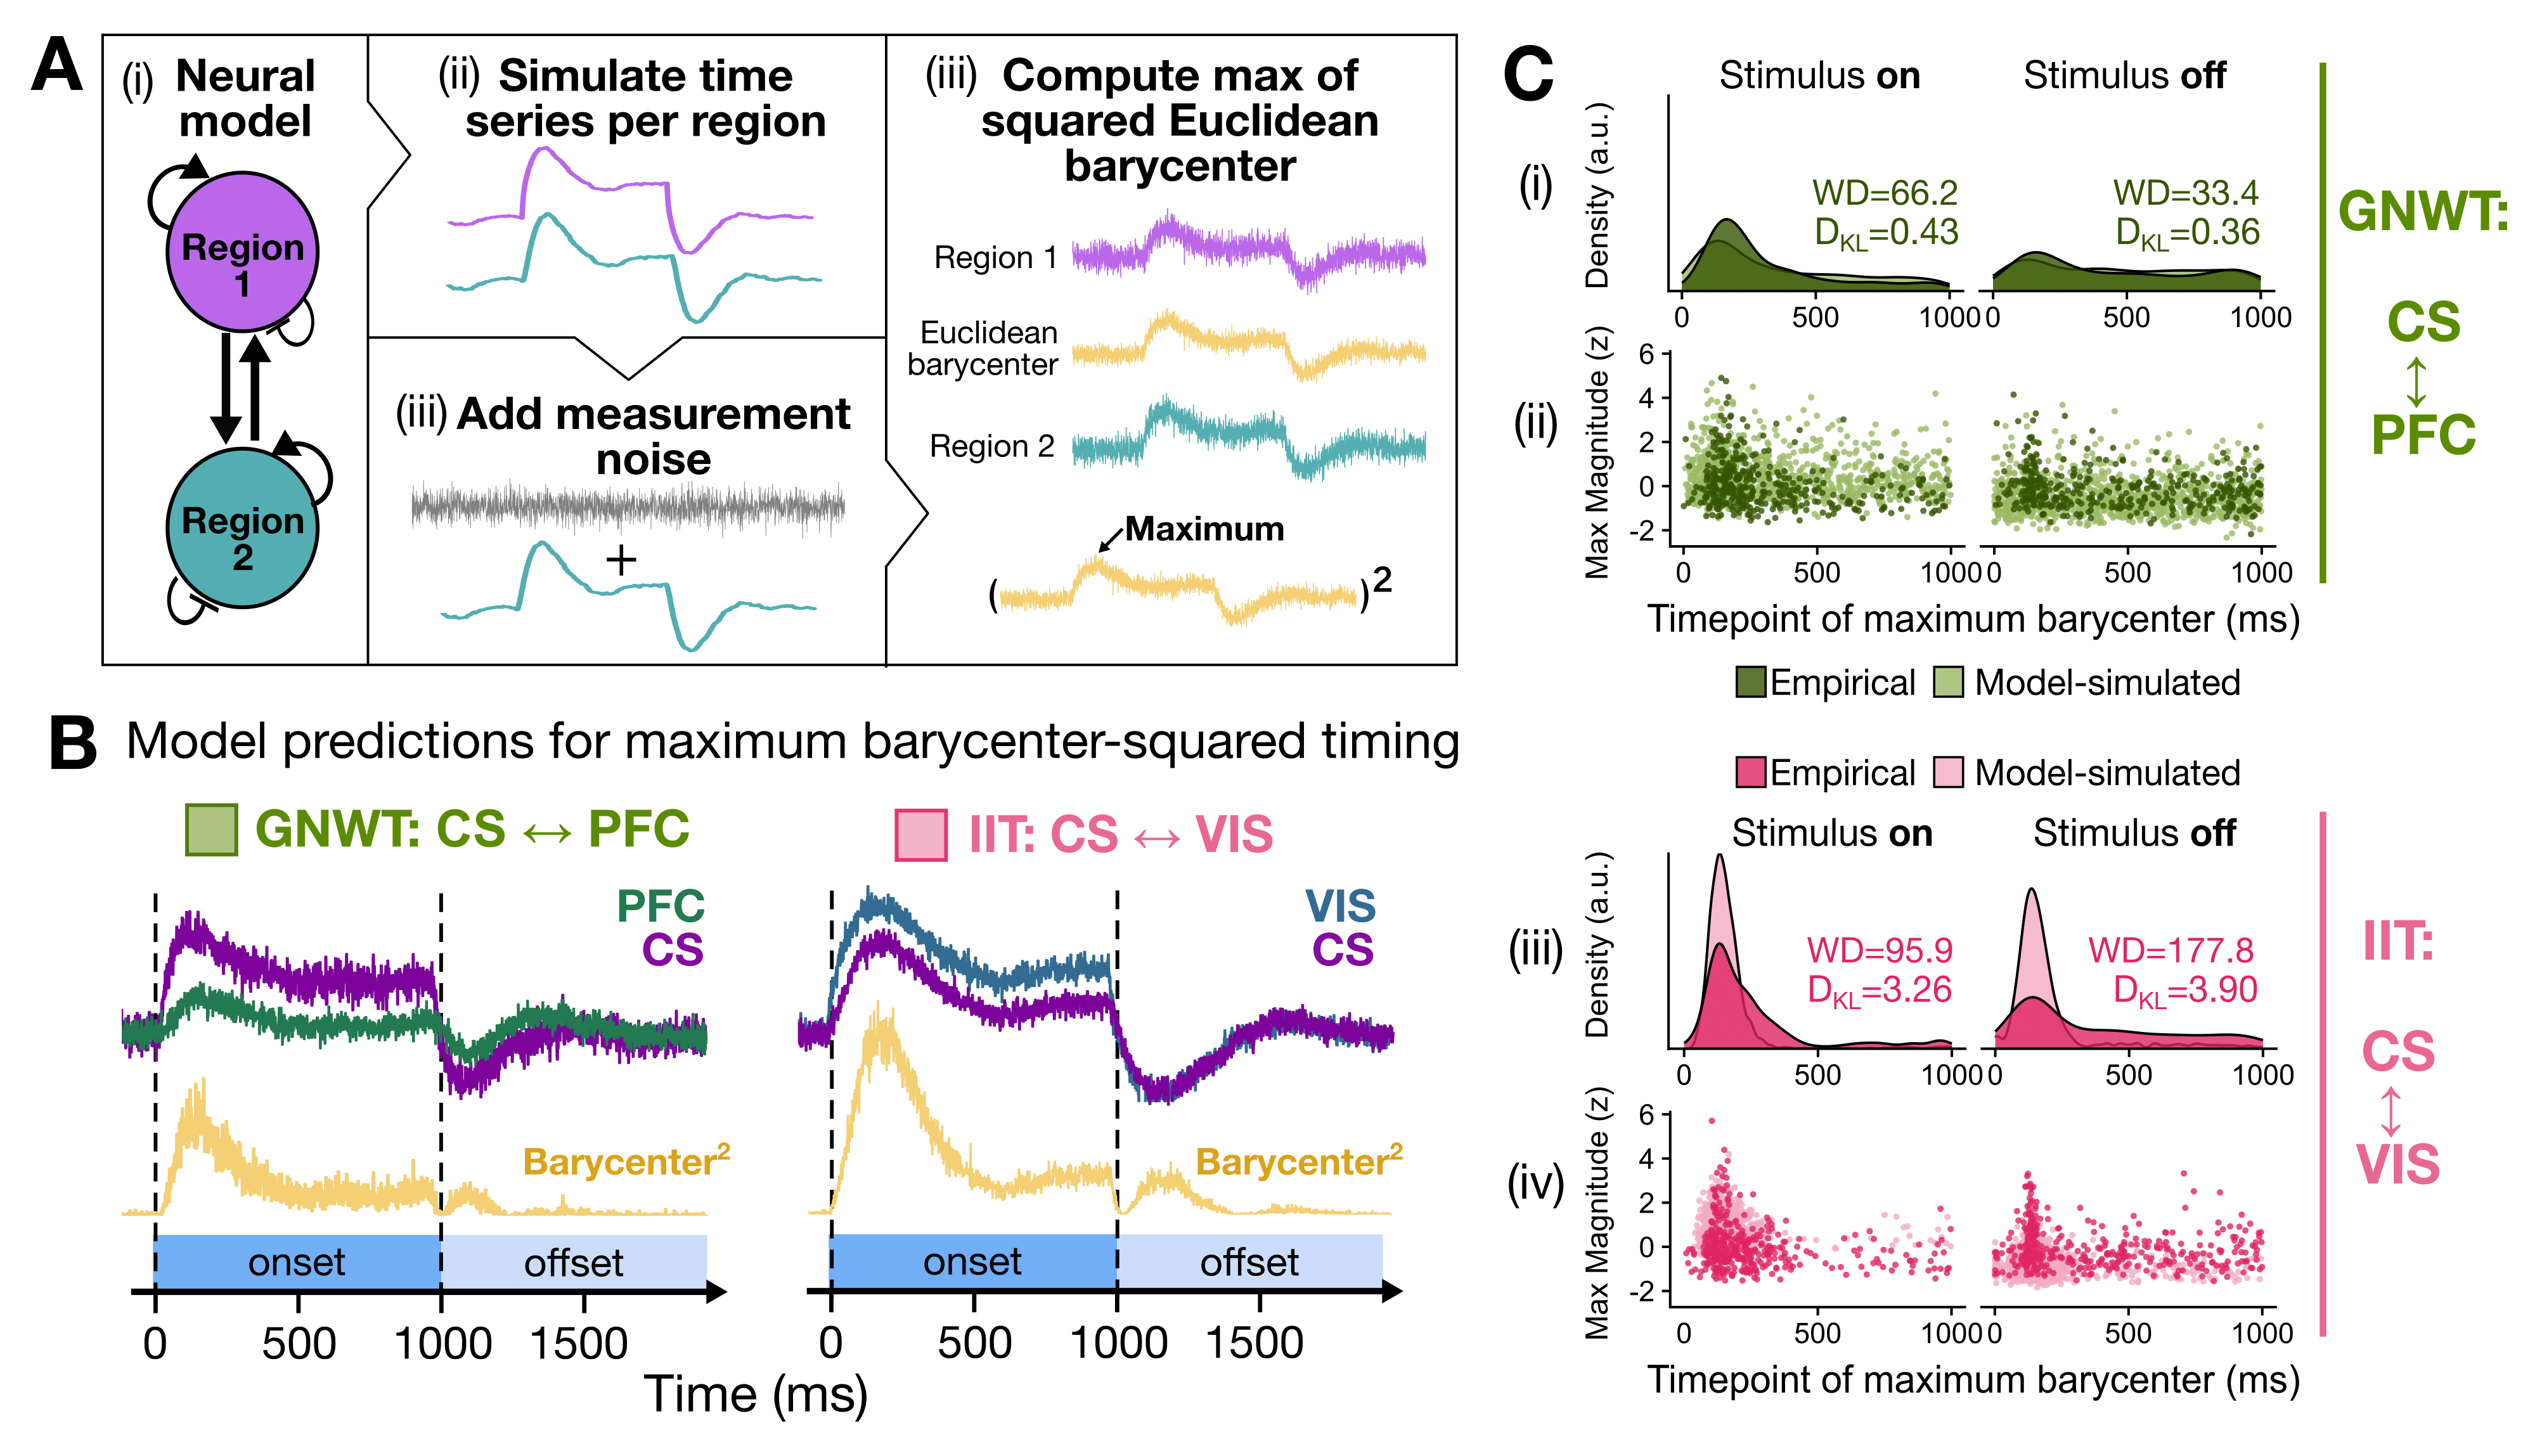 A
(i) Neural
model
Region
1
Region
2
(ii) Simulate time
series per region
(iii) Add measurement
noise
+
(iii) Compute max of
squared Euclidean
barycenter
Region 1
Euclidean
barycenter
Region 2
Maximum
( )2
B Model predictions for maximum barycenter-squared timing
GNWT: CS ↔ PFC
PFC
CS
Barycenter2
onset offset
0 500 1000 1500
IIT: CS ↔ VIS
VIS
CS
Barycenter2
onset offset
0 500 1000 1500
Time (ms)
C
Stimulus on Stimulus off
(i)
Density (a.u.)
WD=66.2
DKL=0.43
WD=33.4
DKL=0.36
0 500 1000 0 500 1000
(ii)
Max Magnitude (z)
6
4
2
0
-2
0 500 1000 0 500 1000
Timepoint of maximum barycenter (ms)
GNWT:
CS
↕
PFC
Empirical Model-simulated
Empirical Model-simulated
Stimulus on Stimulus off
(iii)
Density (a.u.)
WD=95.9
DKL=3.26
WD=177.8
DKL=3.90
0 500 1000 0 500 1000
(iv)
Max Magnitude (z)
6
4
2
0
-2
0 500 1000 0 500 1000
Timepoint of maximum barycenter (ms)
IIT:
CS
↕
VIS